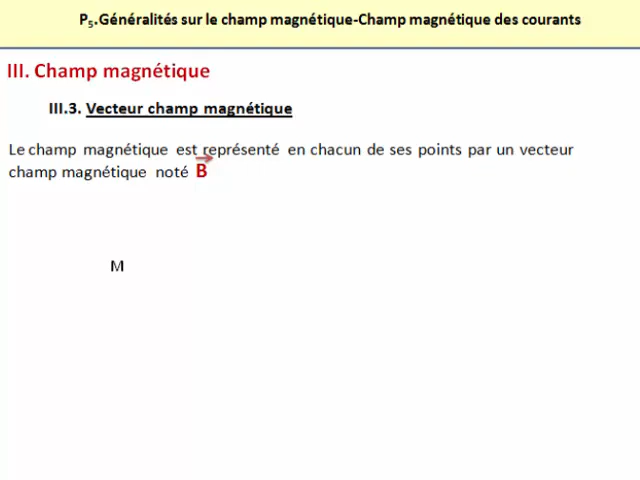 P₅.Généralités sur le champ magnétique-Champ magnétique des courants
III. Champ magnétique
III.3. Vecteur champ magnétique
Le champ magnétique est représenté en chacun de ses points par un vecteur
champ magnétique noté B⃗
M